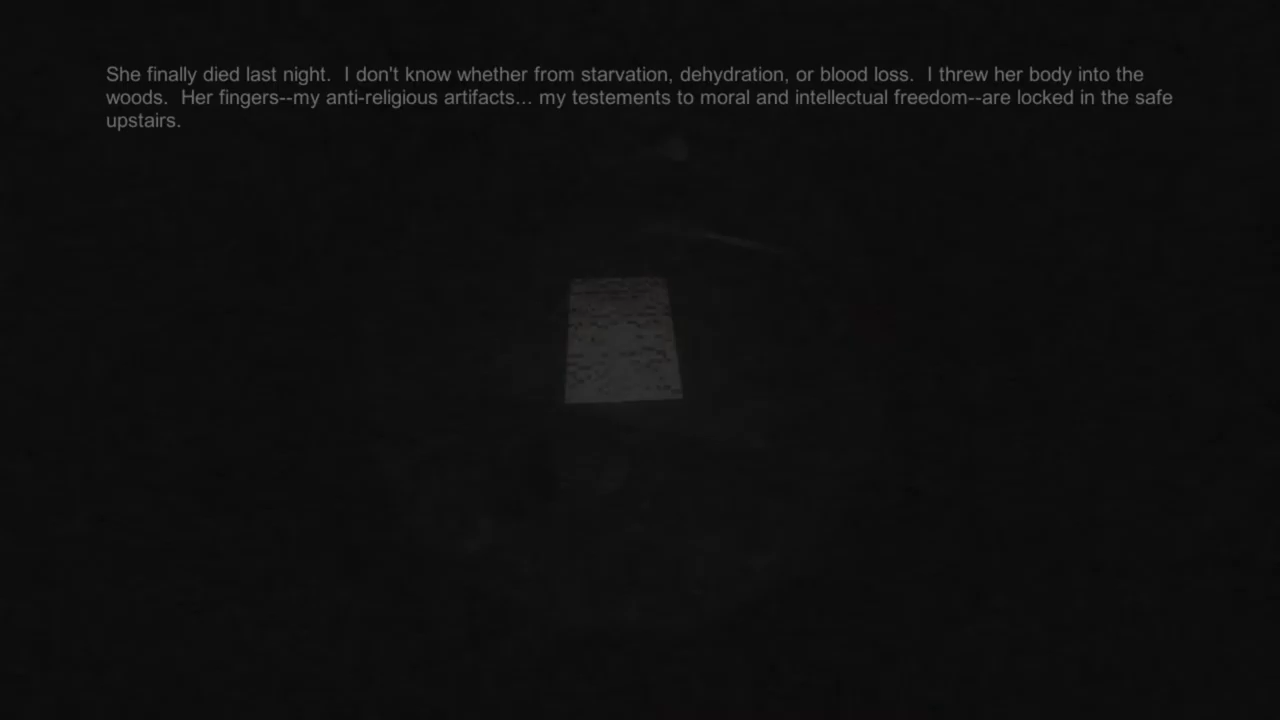 She finally died last night.  I don't know whether from starvation, dehydration, or blood loss.  I threw her body into the
woods.  Her fingers--my anti-religious artifacts... my testements to moral and intellectual freedom--are locked in the safe
upstairs.